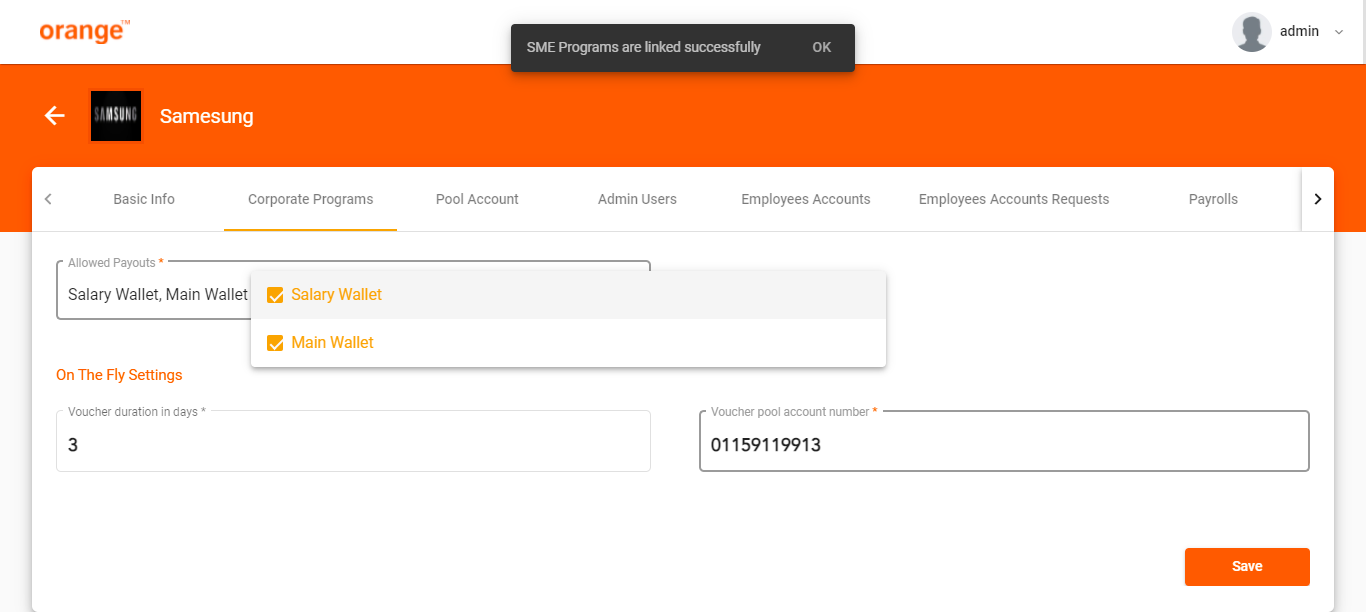 orange™
SME Programs are linked successfully OK
admin
SAMSUNG
Samesung
Basic Info
Corporate Programs
Pool Account
Admin Users
Employees Accounts
Employees Accounts Requests
Payrolls
Allowed Payouts *
Salary Wallet, Main Wallet
Salary Wallet
Main Wallet
On The Fly Settings
Voucher duration in days *
3
Voucher pool account number *
01159119913
Save